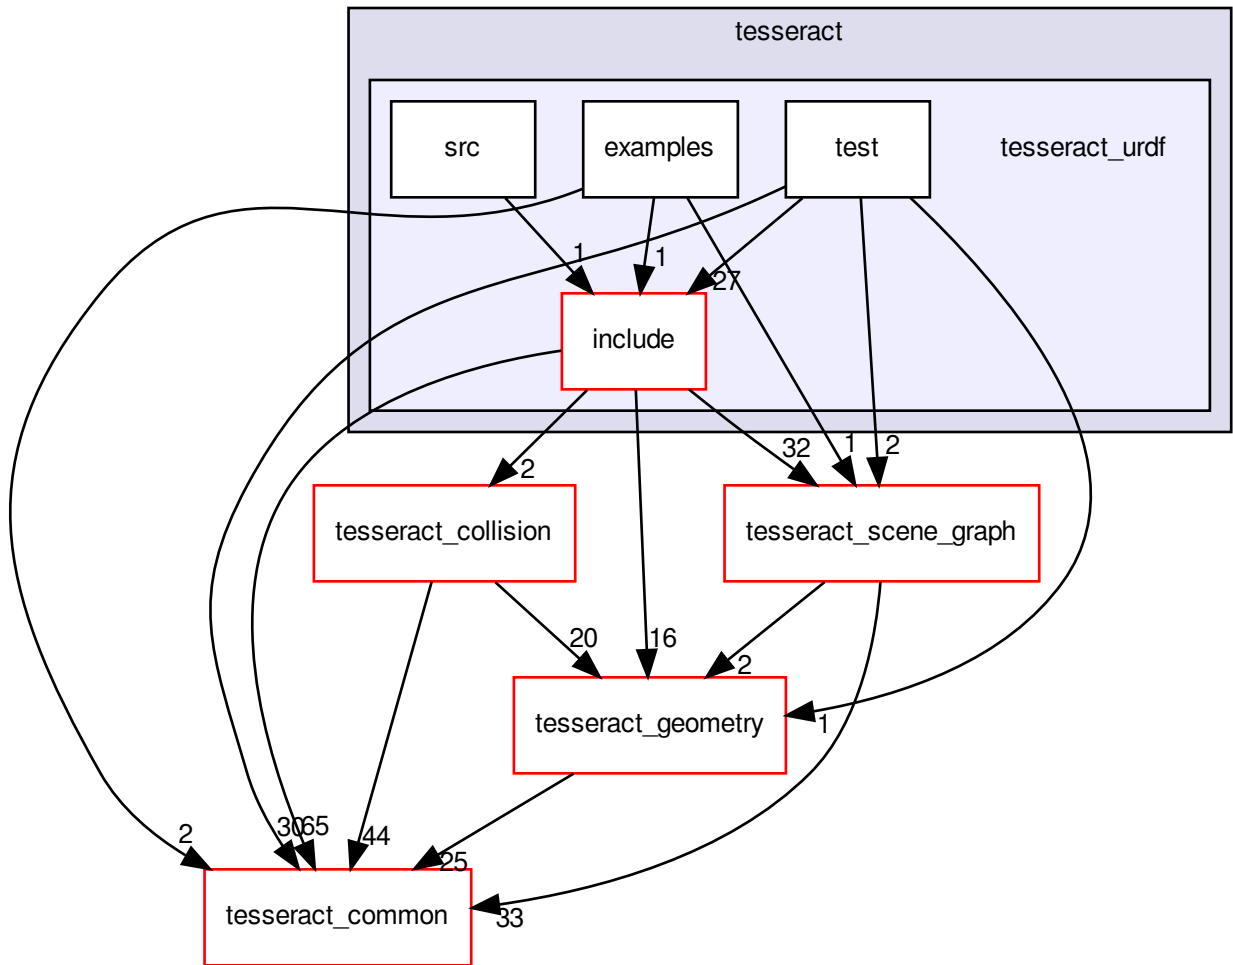 tesseract
src
examples
test
tesseract_urdf
1
1
27
include
32
1
2
2
tesseract_collision
tesseract_scene_graph
20
16
2
tesseract_geometry
1
2
30
65
44
25
tesseract_common
33